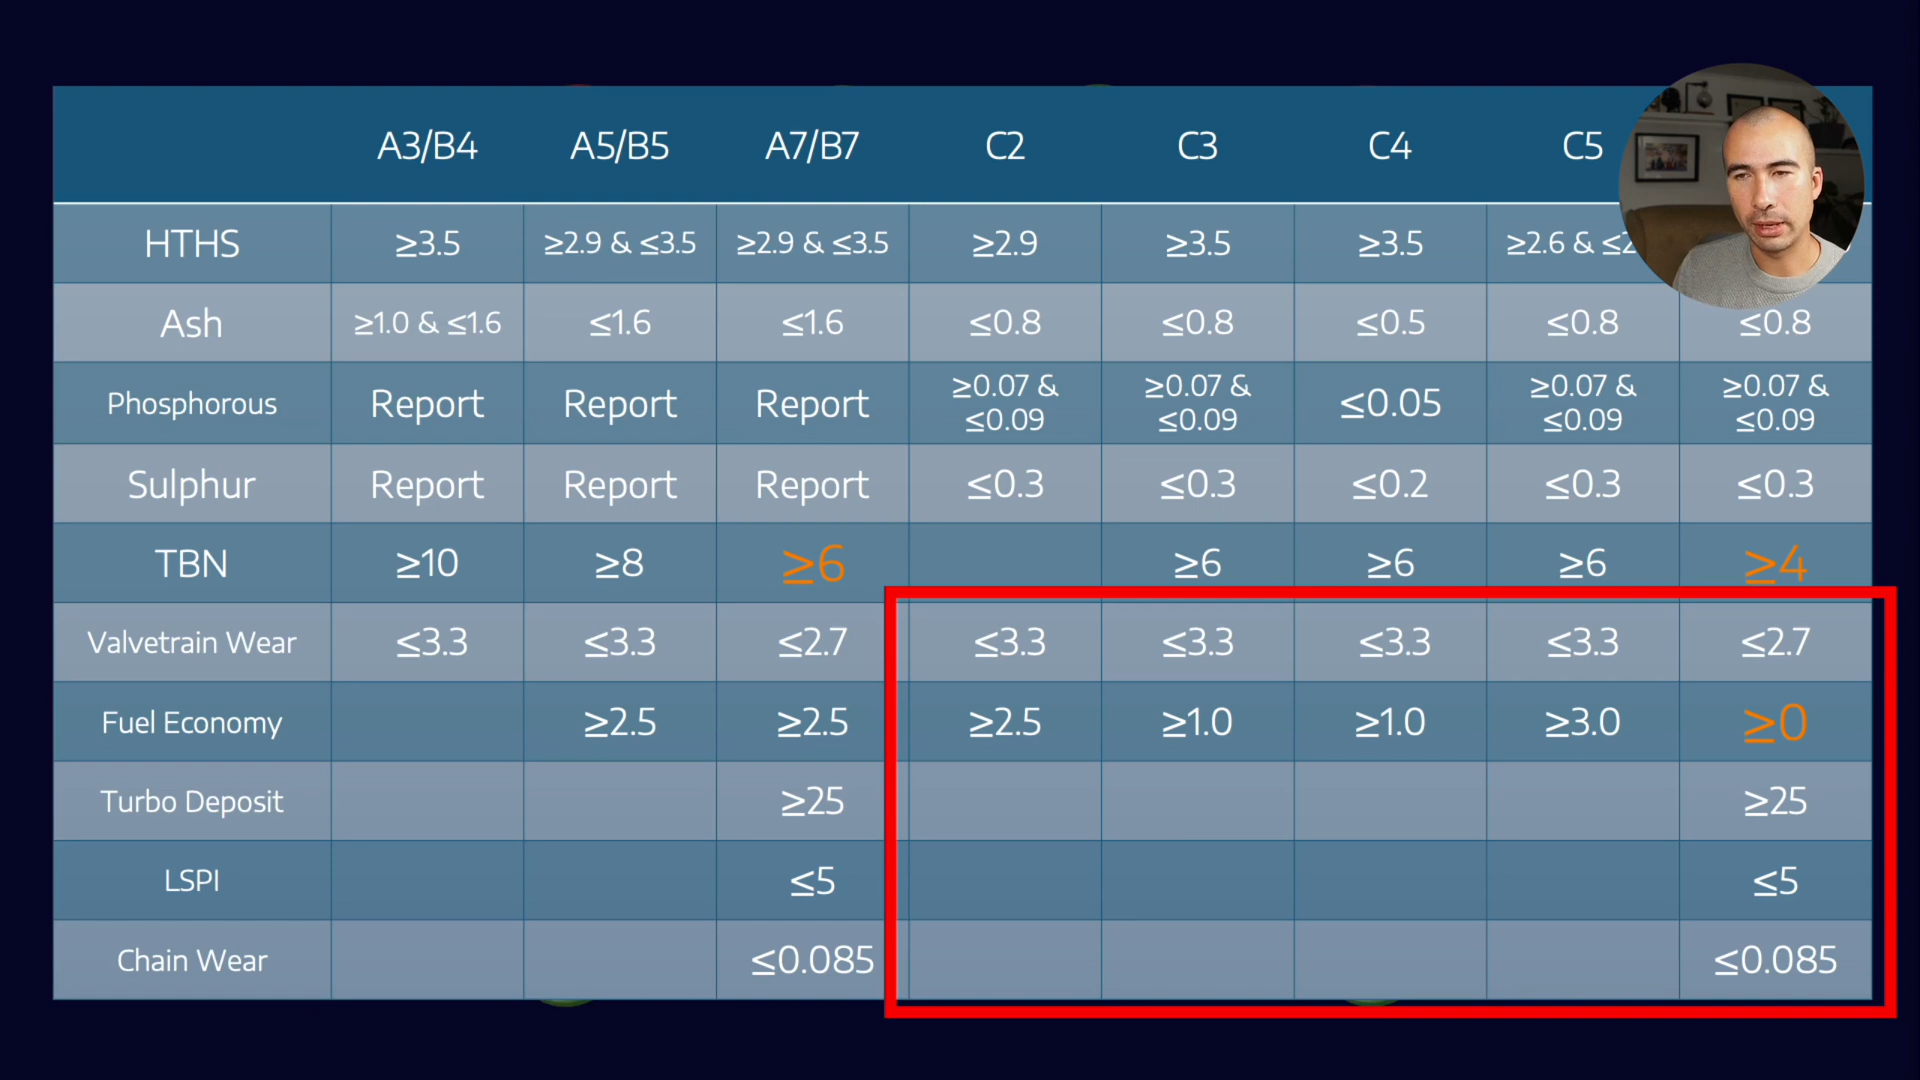 A3/B4 A5/B5 A7/B7 C2 C3 C4 C5
HTHS ≥3.5 ≥2.9 & ≤3.5 ≥2.9 & ≤3.5 ≥2.9 ≥3.5 ≥3.5 ≥2.6 & ≤2
Ash ≥1.0 & ≤1.6 ≤1.6 ≤1.6 ≤0.8 ≤0.8 ≤0.5 ≤0.8 ≤0.8
Phosphorous Report Report Report ≥0.07 & ≤0.09 ≥0.07 & ≤0.09 ≤0.05 ≥0.07 & ≤0.09 ≥0.07 & ≤0.09
Sulphur Report Report Report ≤0.3 ≤0.3 ≤0.2 ≤0.3 ≤0.3
TBN ≥10 ≥8 ≥6 ≥6 ≥6 ≥6 ≥4
Valvetrain Wear ≤3.3 ≤3.3 ≤2.7 ≤3.3 ≤3.3 ≤3.3 ≤3.3 ≤2.7
Fuel Economy ≥2.5 ≥2.5 ≥2.5 ≥1.0 ≥1.0 ≥3.0 ≥0
Turbo Deposit ≥25 ≥25
LSPI ≤5 ≤5
Chain Wear ≤0.085 ≤0.085